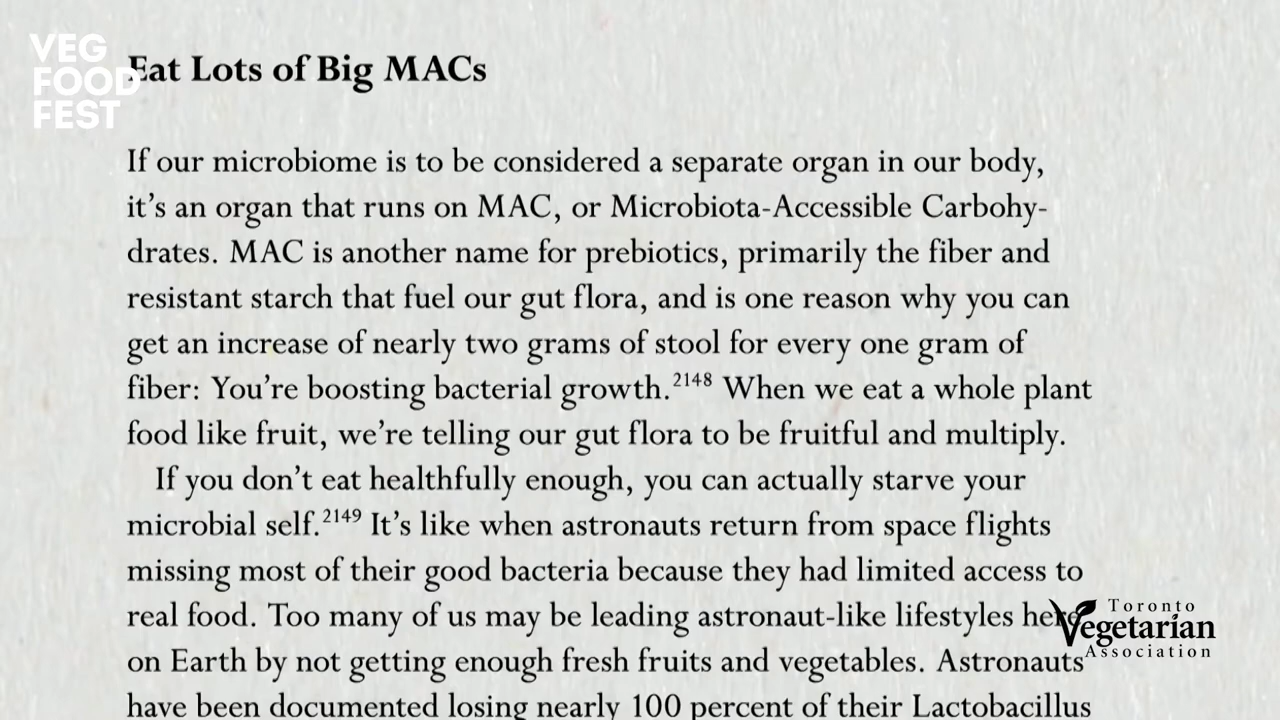 VEG
FOOD
FEST
Eat Lots of Big MACs
If our microbiome is to be considered a separate organ in our body,
it's an organ that runs on MAC, or Microbiota-Accessible Carbohy-
drates. MAC is another name for prebiotics, primarily the fiber and
resistant starch that fuel our gut flora, and is one reason why you can
get an increase of nearly two grams of stool for every one gram of
fiber: You're boosting bacterial growth.2148 When we eat a whole plant
food like fruit, we're telling our gut flora to be fruitful and multiply.
If you don't eat healthfully enough, you can actually starve your
microbial self.2149 It's like when astronauts return from space flights
missing most of their good bacteria because they had limited access to
real food. Too many of us may be leading astronaut-like lifestyles here
on Earth by not getting enough fresh fruits and vegetables. Astronauts
have been documented losing nearly 100 percent of their Lactobacillus
Toronto
Vegetarian
Association